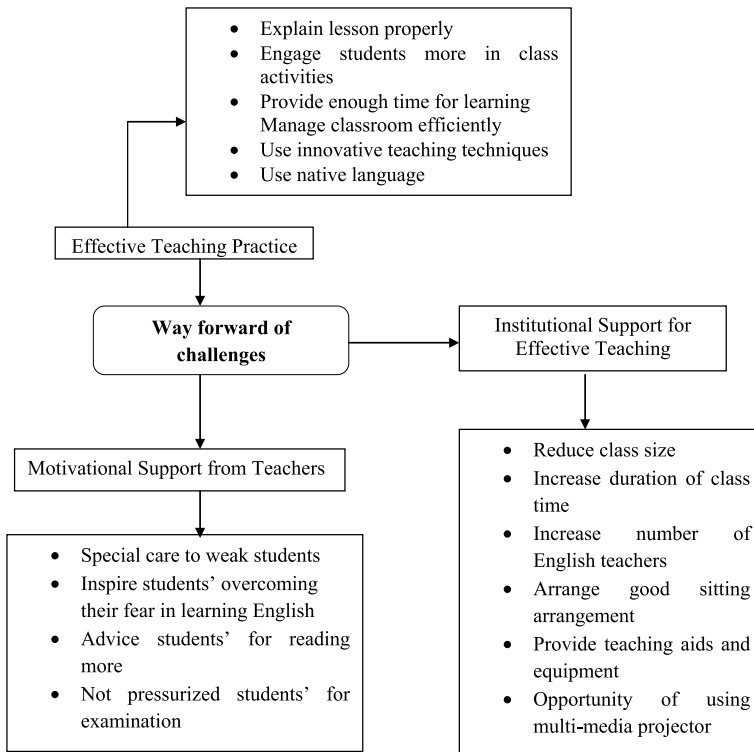 • Explain lesson properly
• Engage students more in class
activities
• Provide enough time for learning
Manage classroom efficiently
• Use innovative teaching techniques
• Use native language
Effective Teaching Practice
Way forward of
challenges
Institutional Support for
Effective Teaching
Motivational Support from Teachers
• Special care to weak students
• Inspire students’ overcoming
their fear in learning English
• Advice students’ for reading
more
• Not pressurized students’ for
examination
• Reduce class size
• Increase duration of class
time
• Increase number of
English teachers
• Arrange good sitting
arrangement
• Provide teaching aids and
equipment
• Opportunity of using
multi-media projector